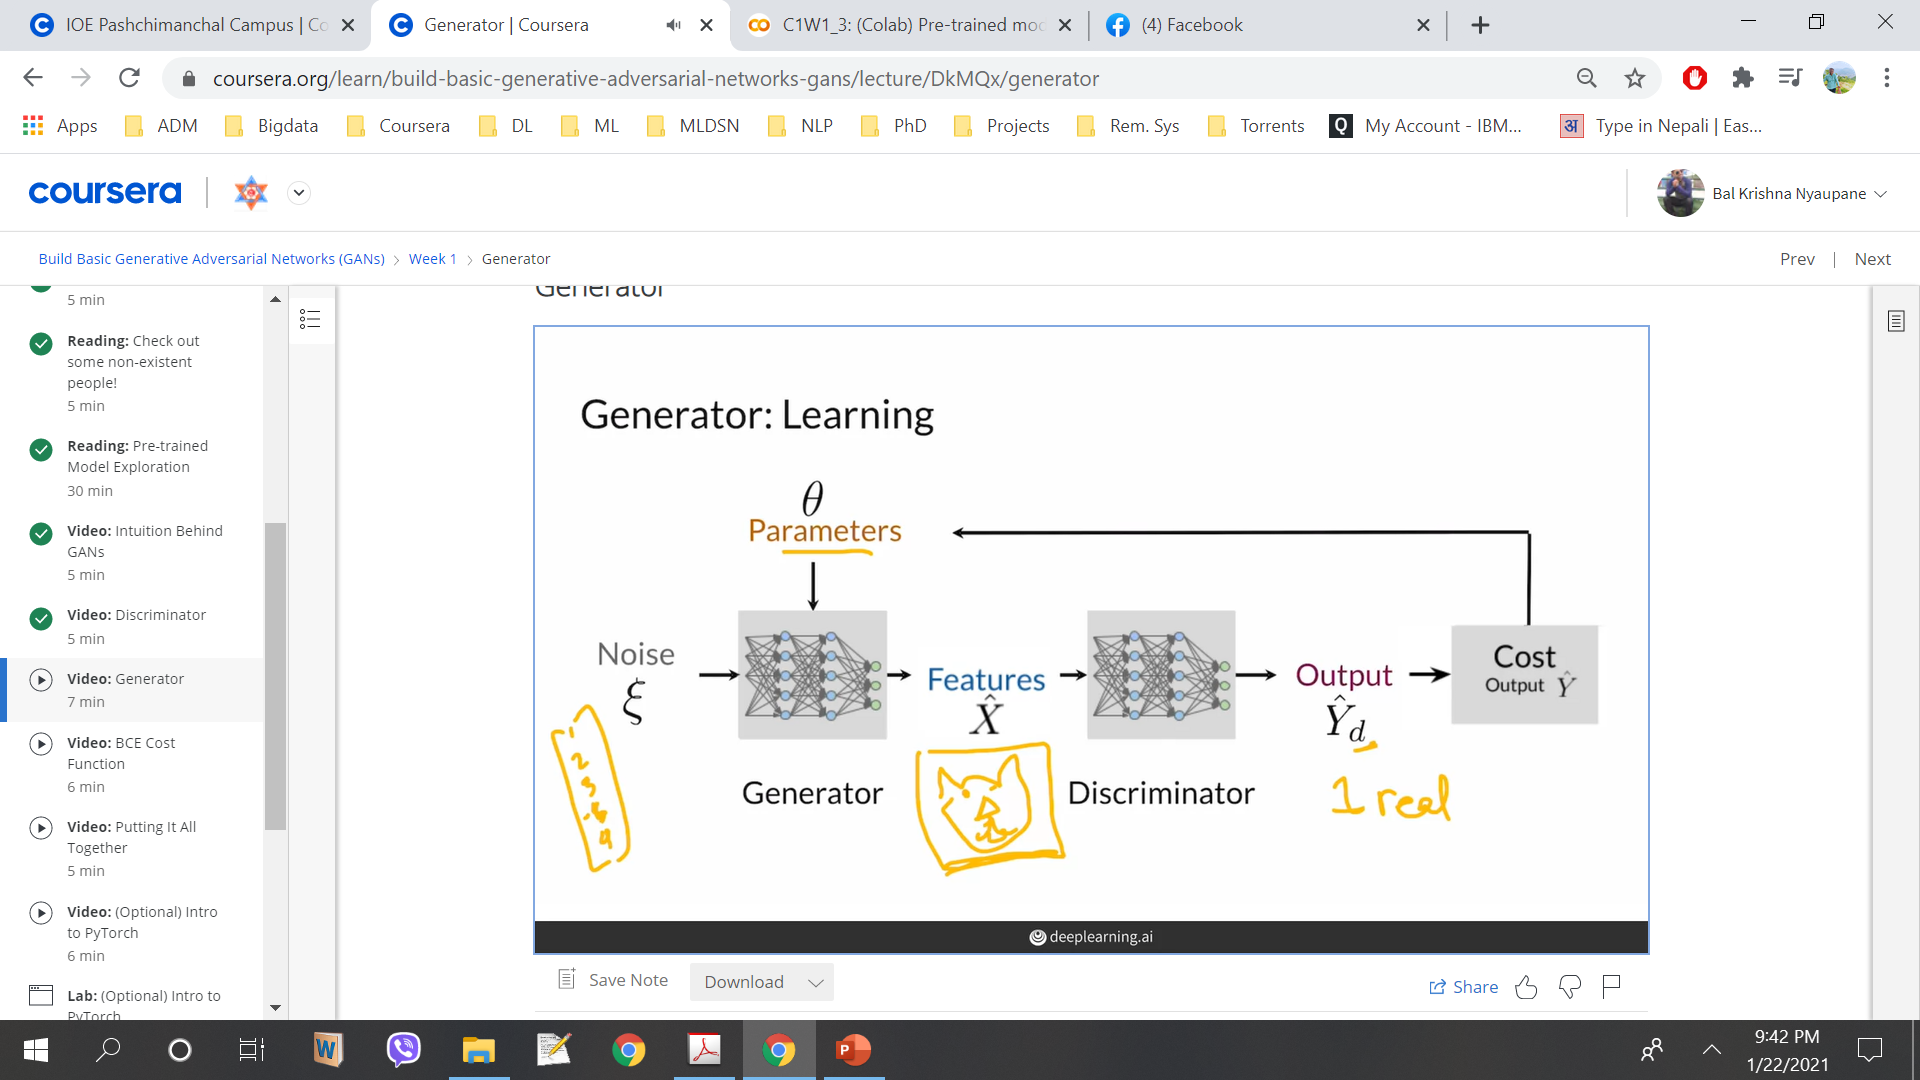 IOE Pashchimanchal Campus | Co
Generator | Coursera
C1W1_3: (Colab) Pre-trained mod
(4) Facebook
coursera.org/learn/build-basic-generative-adversarial-networks-gans/lecture/DkMQx/generator
Apps ADM Bigdata Coursera DL ML MLDSN NLP PhD Projects Rem. Sys Torrents My Account - IBM... Type in Nepali | Eas...
coursera
Bal Krishna Nyaupane
Build Basic Generative Adversarial Networks (GANs) > Week 1 > Generator
Prev | Next
5 min
Reading: Check out
some non-existent
people!
5 min
Reading: Pre-trained
Model Exploration
30 min
Video: Intuition Behind
GANs
5 min
Video: Discriminator
5 min
Video: Generator
7 min
Video: BCE Cost
Function
6 min
Video: Putting It All
Together
5 min
Video: (Optional) Intro
to PyTorch
6 min
Lab: (Optional) Intro to
PyTorch
Generator
Generator: Learning
θ
Parameters
Noise
ξ
Generator
Features
X̂
Discriminator
Output
Ŷd
1 real
Cost
Output Ŷ
deeplearning.ai
Save Note
Download
Share
9:42 PM
1/22/2021